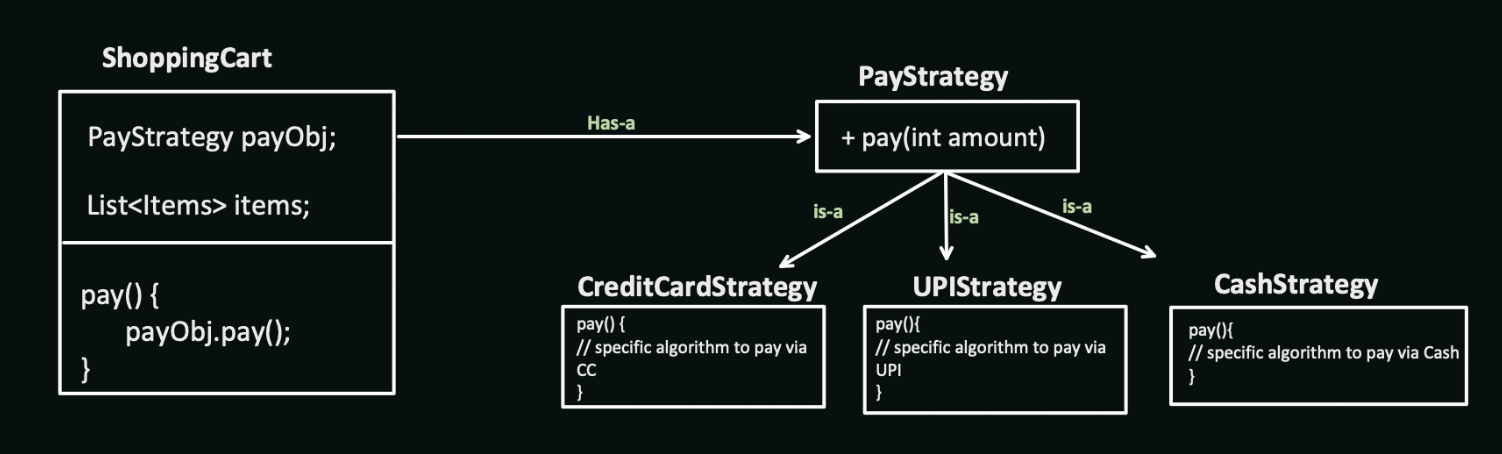 ShoppingCart
PayStrategy payObj;
List<Items> items;
pay() {
payObj.pay();
}
Has-a
PayStrategy
+ pay(int amount)
is-a
is-a
is-a
CreditCardStrategy
pay() {
// specific algorithm to pay via
CC
}
UPIStrategy
pay(){
// specific algorithm to pay via
UPI
}
CashStrategy
pay(){
// specific algorithm to pay via Cash
}